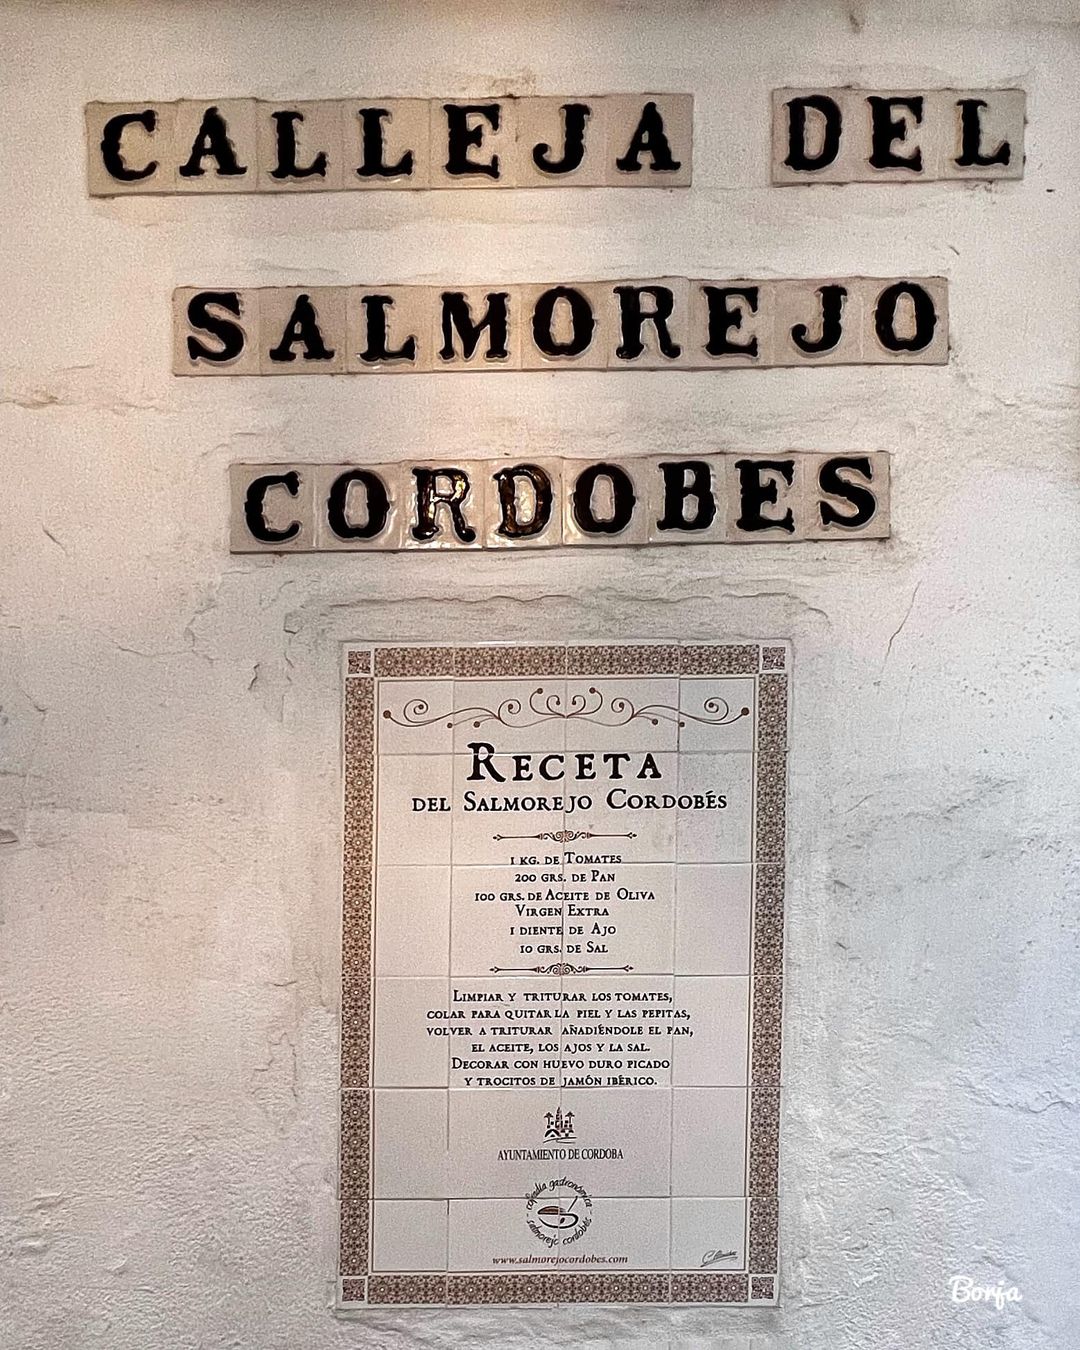 CALLEJA DEL
SALMOREJO
CORDOBES
RECETA
DEL SALMOREJO CORDOBÉS
1 KG. DE TOMATES
200 GRS. DE PAN
100 GRS. DE ACEITE DE OLIVA
VIRGEN EXTRA
1 DIENTE DE AJO
10 GRS. DE SAL
LIMPIAR Y TRITURAR LOS TOMATES,
COLAR PARA QUITAR LA PIEL Y LAS PEPITAS,
VOLVER A TRITURAR AÑADIÉNDOLE EL PAN,
EL ACEITE, LOS AJOS Y LA SAL.
DECORAR CON HUEVO DURO PICADO
Y TROCITOS DE JAMÓN IBÉRICO.
AYUNTAMIENTO DE CORDOBA
cofradía gastronómica
salmorejo cordobés
www.salmorejocordobes.com
Borja